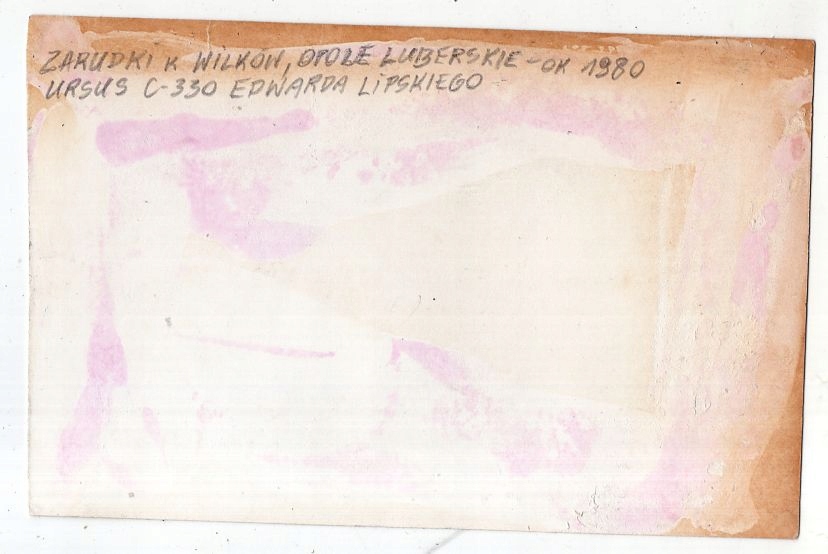 ZARUDKI K WILKÓW, OPOLE LUBERSKIE - OK 1980
URSUS C-330 EDWARDA LIPSKIEGO -